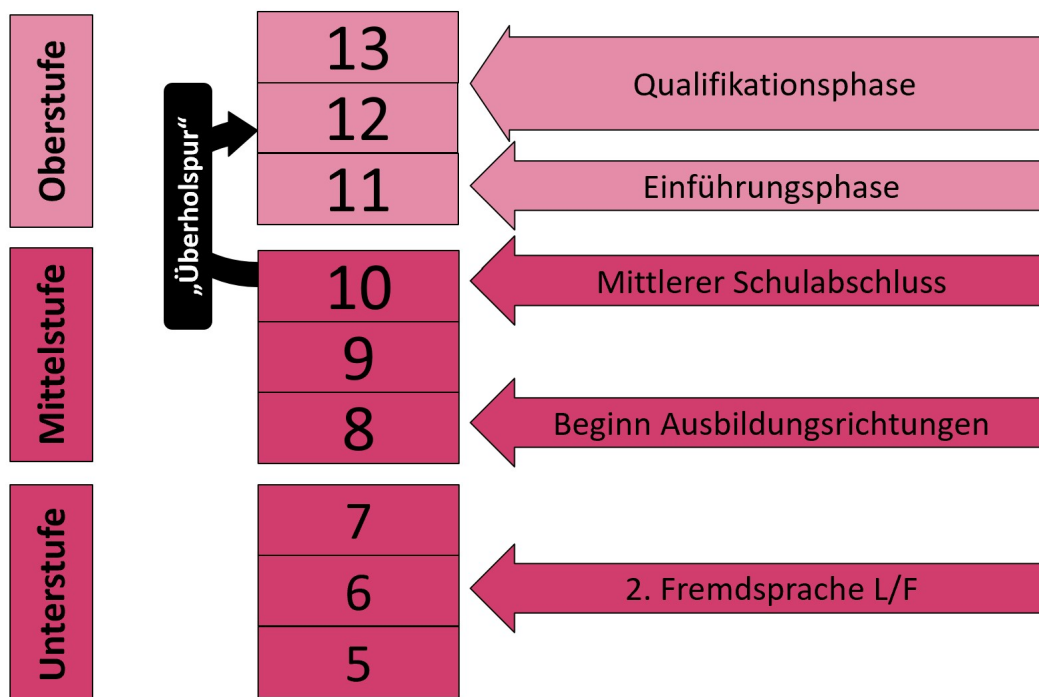 Oberstufe
13
12
11
Qualifikationsphase
Einführungsphase
„Überholspur“
Mittelstufe
10
9
8
Mittlerer Schulabschluss
Beginn Ausbildungsrichtungen
Unterstufe
7
6
5
2. Fremdsprache L/F